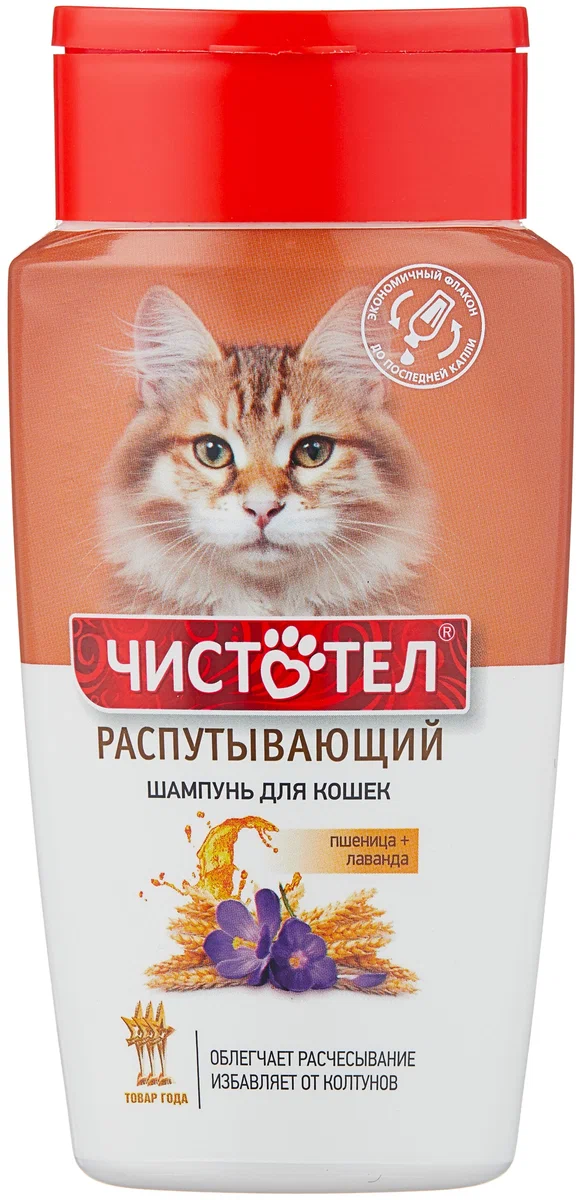 ЭКОНОМИЧНЫЙ ФЛАКОН
ДО ПОСЛЕДНЕЙ КАПЛИ
ЧИСТОТЕЛ®
РАСПУТЫВАЮЩИЙ
ШАМПУНЬ ДЛЯ КОШЕК
пшеница +
лаванда
ОБЛЕГЧАЕТ РАСЧЕСЫВАНИЕ
ИЗБАВЛЯЕТ ОТ КОЛТУНОВ
ТОВАР ГОДА